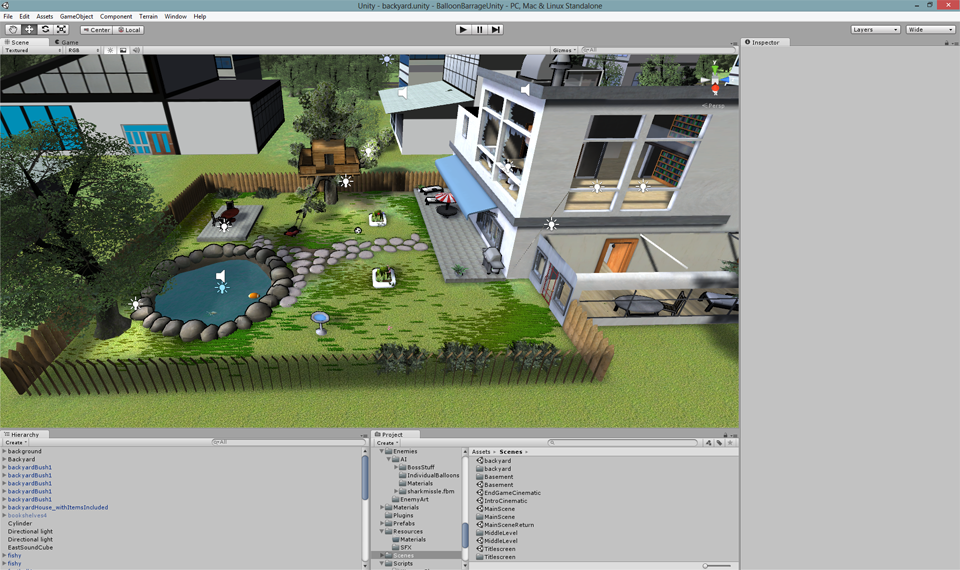 Unity - backyard.unity - BalloonBarrageUnity - PC, Mac & Linux Standalone
File Edit Assets GameObject Component Terrain Window Help
Center Local Layers Wide
Scene Game Inspector
Textured RGB Gizmos All
Persp
Hierarchy Project
Create All Create
background
Backyard
backyardBush1
backyardBush1
backyardBush1
backyardBush1
backyardBush1
backyardHouse_withItemsIncluded
bookshelves4
Cylinder
Directional light
Directional light
EastSoundCube
fishy
fishy
Enemies
AI
BossStuff
IndividualBalloons
Materials
sharkmissle.fbm
EnemyArt
Materials
Plugins
Prefabs
Resources
Materials
SFX
Scenes
Scripts
Assets Scenes
backyard
backyard
Basement
Basement
EndGameCinematic
IntroCinematic
MainScene
MainScene
MainSceneReturn
MiddleLevel
MiddleLevel
Titlescreen
Titlescreen